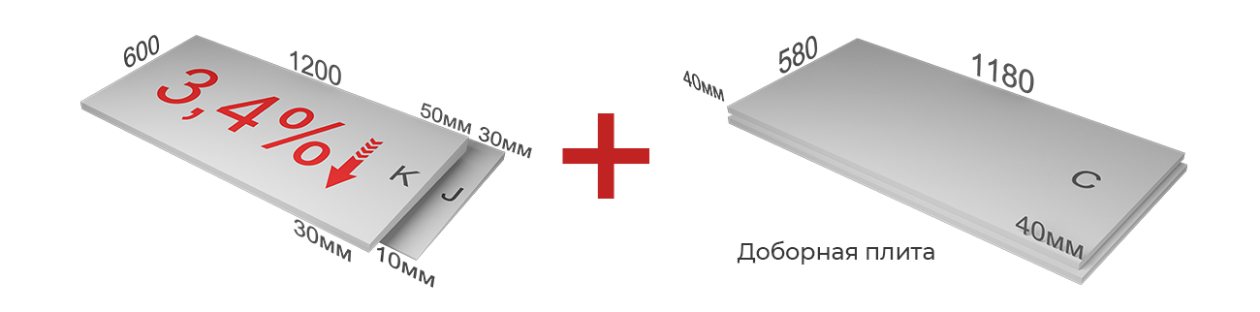 600
1200
3,4%
50мм 30мм
K
J
30мм
10мм
580
1180
40мм
C
40мм
Доборная плита